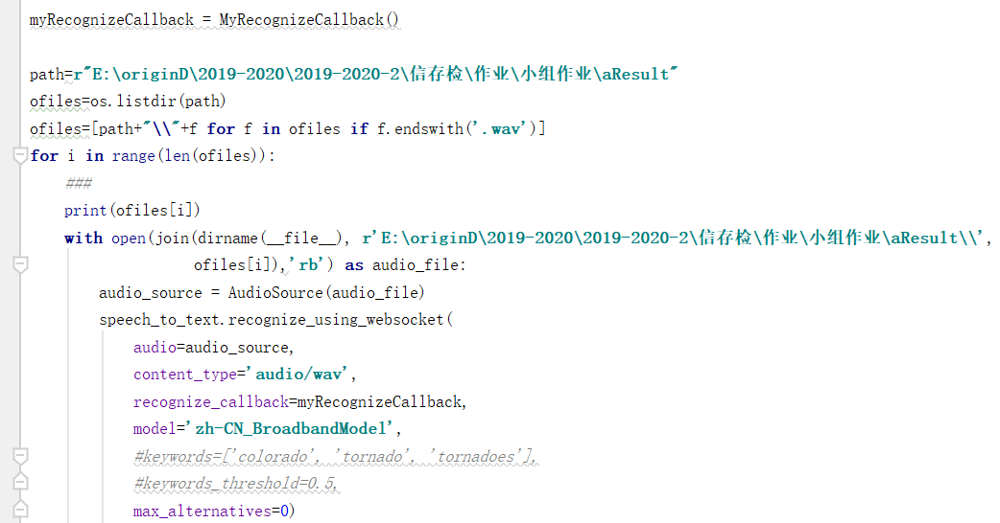 myRecognizeCallback = MyRecognizeCallback()
path=r"E:\originD\2019-2020\2019-2020-2\信存检\作业\小组作业\aResult"
ofiles=os.listdir(path)
ofiles=[path+"\\"+f for f in ofiles if f.endswith('.wav')]
for i in range(len(ofiles)):
    ###
    print(ofiles[i])
    with open(join(dirname(__file__), r'E:\originD\2019-2020\2019-2020-2\信存检\作业\小组作业\aResult\\',
                   ofiles[i]),'rb') as audio_file:
        audio_source = AudioSource(audio_file)
        speech_to_text.recognize_using_websocket(
            audio=audio_source,
            content_type='audio/wav',
            recognize_callback=myRecognizeCallback,
            model='zh-CN_BroadbandModel',
            #keywords=['colorado', 'tornado', 'tornadoes'],
            #keywords_threshold=0.5,
            max_alternatives=0)